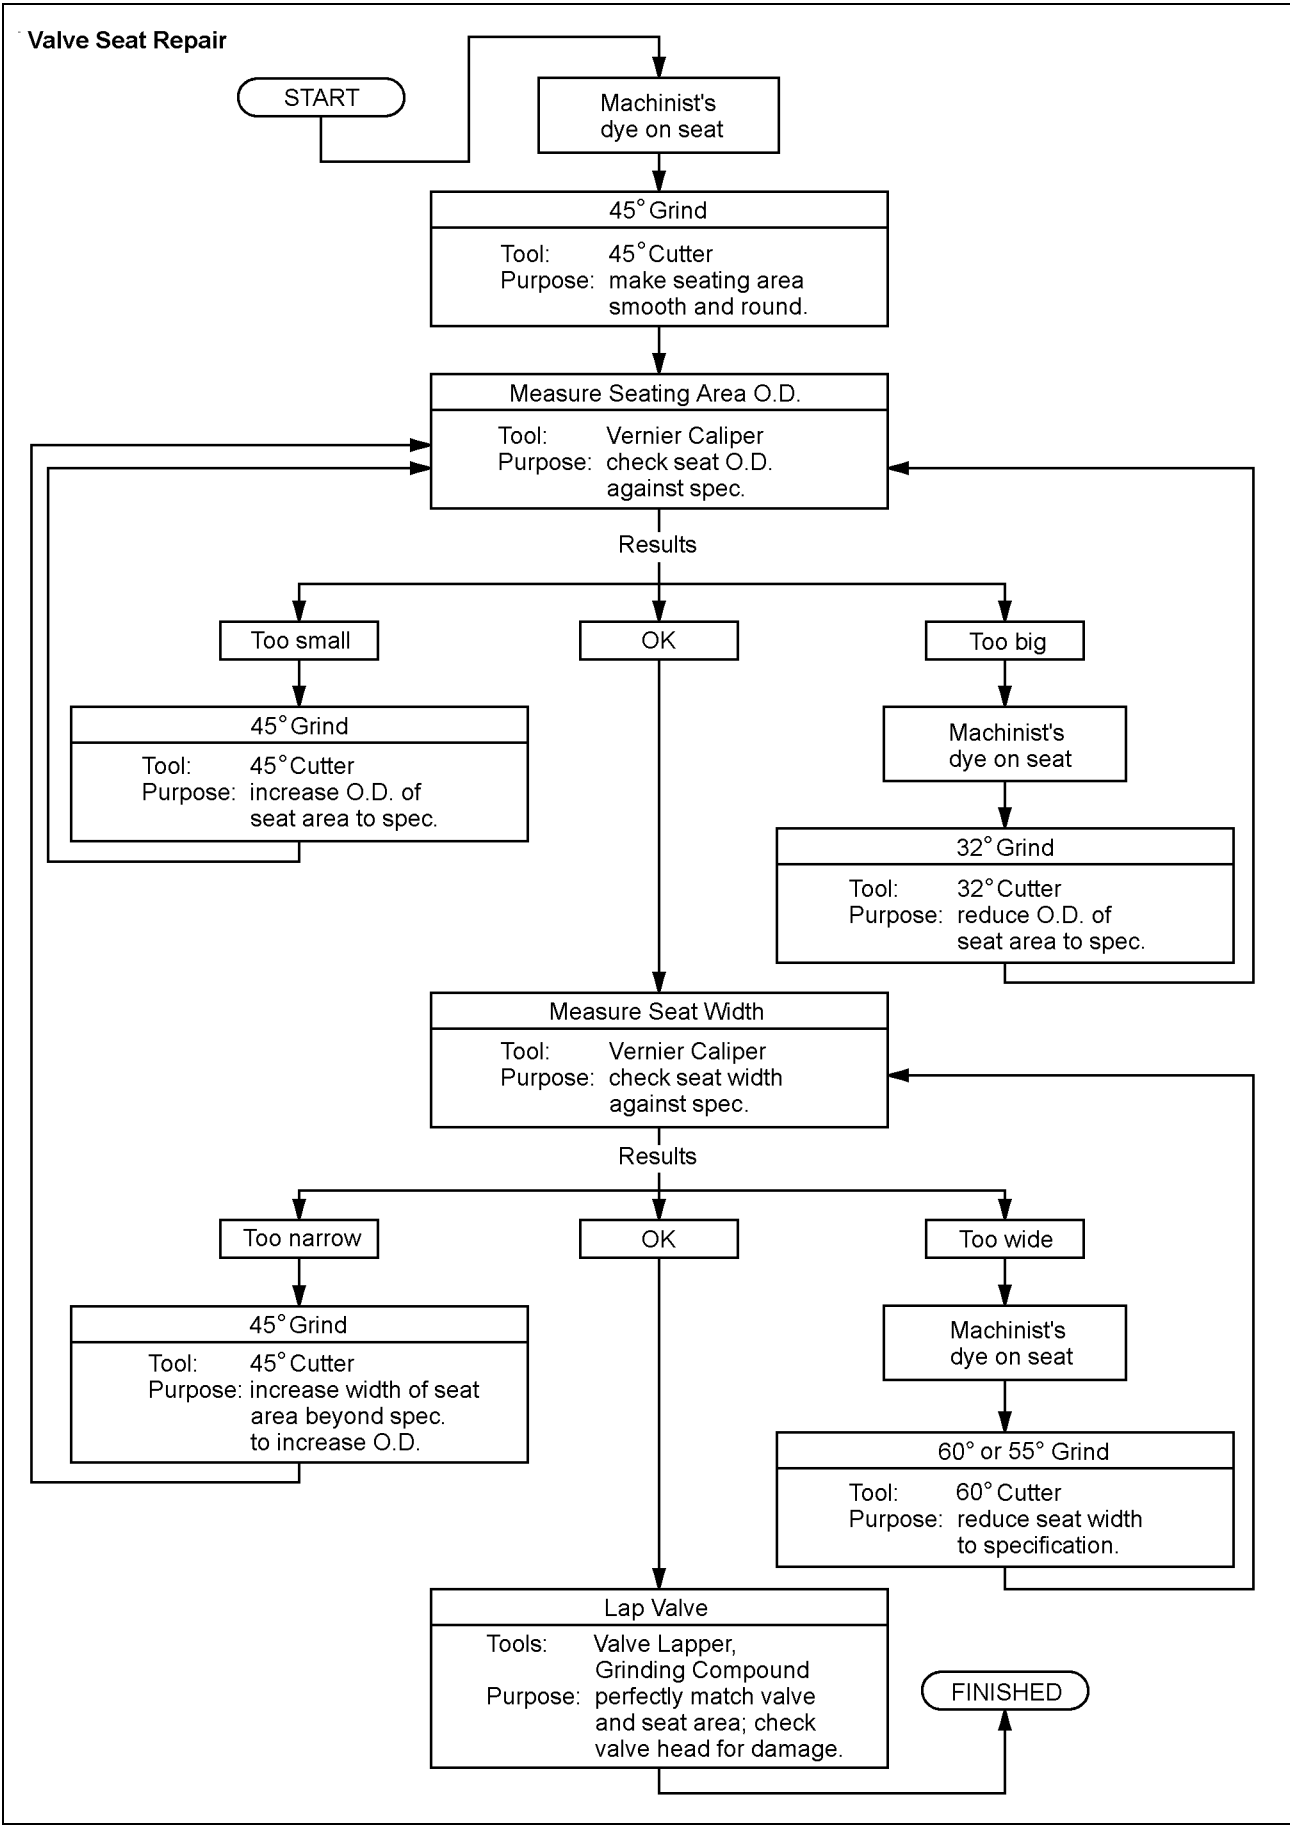 Valve Seat Repair
START
Machinist's
dye on seat
45° Grind
Tool: 45° Cutter
Purpose: make seating area
smooth and round.
Measure Seating Area O.D.
Tool: Vernier Caliper
Purpose: check seat O.D.
against spec.
Results
Too small
OK
Too big
45° Grind
Tool: 45° Cutter
Purpose: increase O.D. of
seat area to spec.
Machinist's
dye on seat
32° Grind
Tool: 32° Cutter
Purpose: reduce O.D. of
seat area to spec.
Measure Seat Width
Tool: Vernier Caliper
Purpose: check seat width
against spec.
Results
Too narrow
OK
Too wide
45° Grind
Tool: 45° Cutter
Purpose: increase width of seat
area beyond spec.
to increase O.D.
Machinist's
dye on seat
60° or 55° Grind
Tool: 60° Cutter
Purpose: reduce seat width
to specification.
Lap Valve
Tools: Valve Lapper,
Grinding Compound
Purpose: perfectly match valve
and seat area; check
valve head for damage.
FINISHED